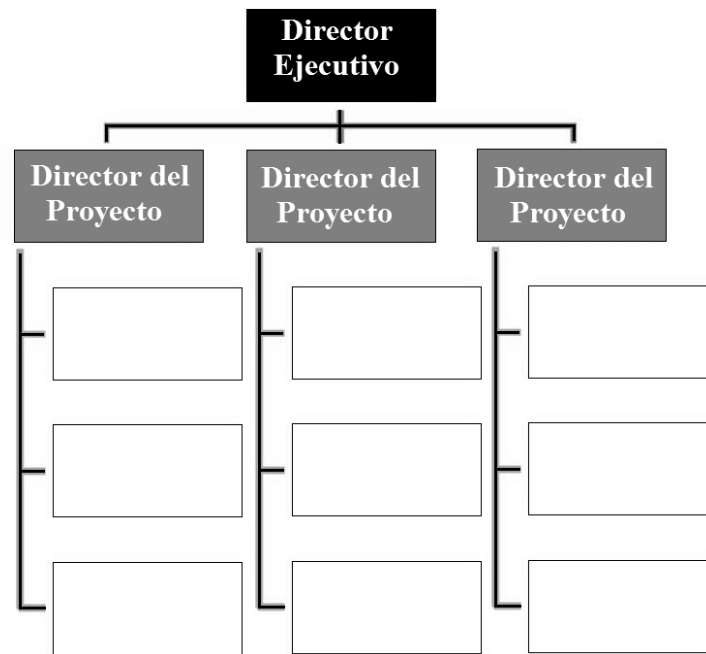 Director
Ejecutivo
Director del
Proyecto
Director del
Proyecto
Director del
Proyecto